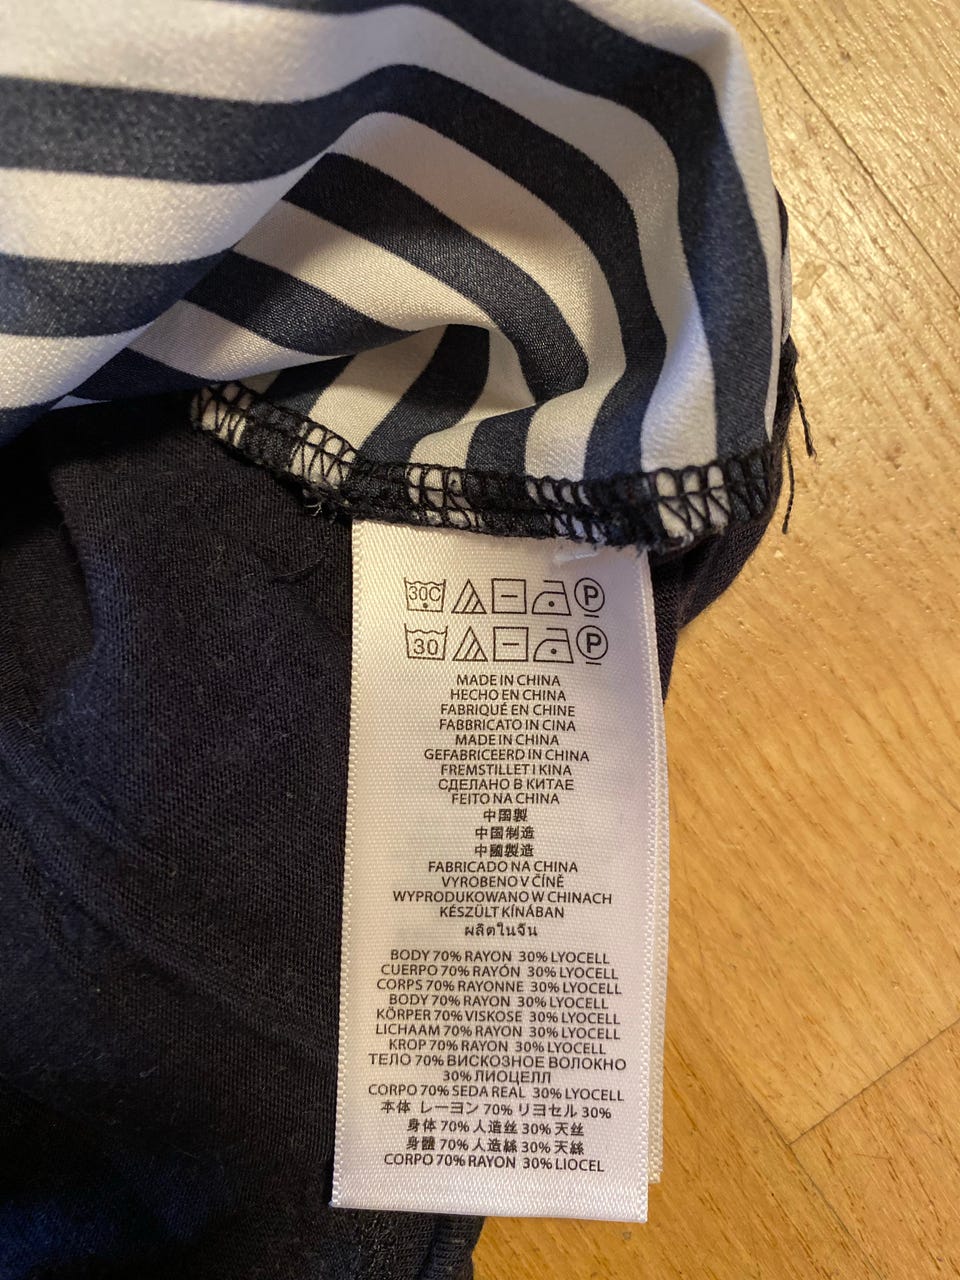 30C P
30 P
MADE IN CHINA
HECHO EN CHINA
FABRIQUÉ EN CHINE
FABBRICATO IN CINA
MADE IN CHINA
GEFABRICEERD IN CHINA
FREMSTILLET I KINA
СДЕЛАНО В КИТАЕ
FEITO NA CHINA
中国製
中国制造
中國製造
FABRICADO NA CHINA
VYROBENO V ČÍNĚ
WYPRODUKOWANO W CHINACH
KÉSZÜLT KÍNÁBAN
ผลิตในจีน
BODY 70% RAYON 30% LYOCELL
CUERPO 70% RAYÓN 30% LYOCELL
CORPS 70% RAYONNE 30% LYOCELL
BODY 70% RAYON 30% LYOCELL
KÖRPER 70% VISKOSE 30% LYOCELL
LICHAAM 70% RAYON 30% LYOCELL
KROP 70% RAYON 30% LYOCELL
ТЕЛО 70% ВИСКОЗНОЕ ВОЛОКНО
30% ЛИОЦЕЛЛ
CORPO 70% SEDA REAL 30% LYOCELL
本体 レーヨン 70% リヨセル 30%
身体 70% 人造丝 30% 天丝
身體 70% 人造絲 30% 天絲
CORPO 70% RAYON 30% LIOCEL